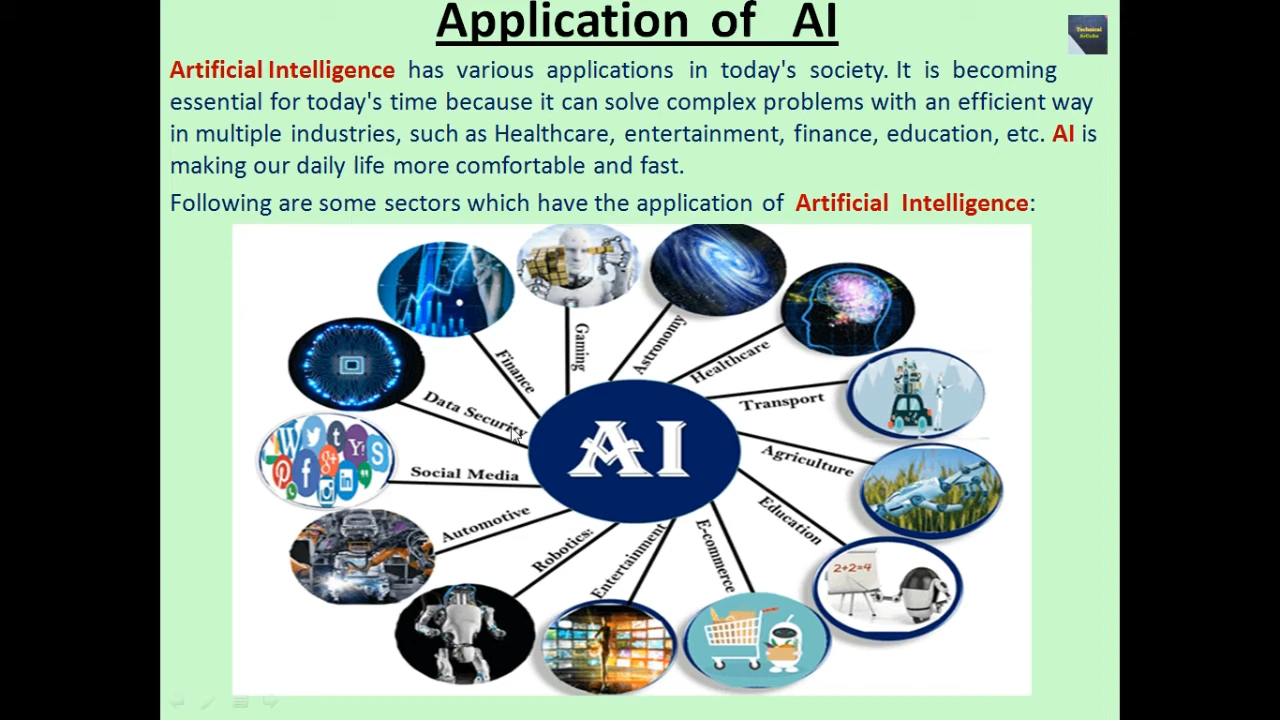 Application of AI
Technical
Artificial Intelligence has various applications in today's society. It is becoming
essential for today's time because it can solve complex problems with an efficient way
in multiple industries, such as Healthcare, entertainment, finance, education, etc. AI is
making our daily life more comfortable and fast.
Following are some sectors which have the application of Artificial Intelligence:
Gaming
Astronomy
Finance
Healthcare
Data Security
Transport
AI
Social Media
Agriculture
Automotive
Education
Robotics:
Entertainment
E-commerce
2+2=4